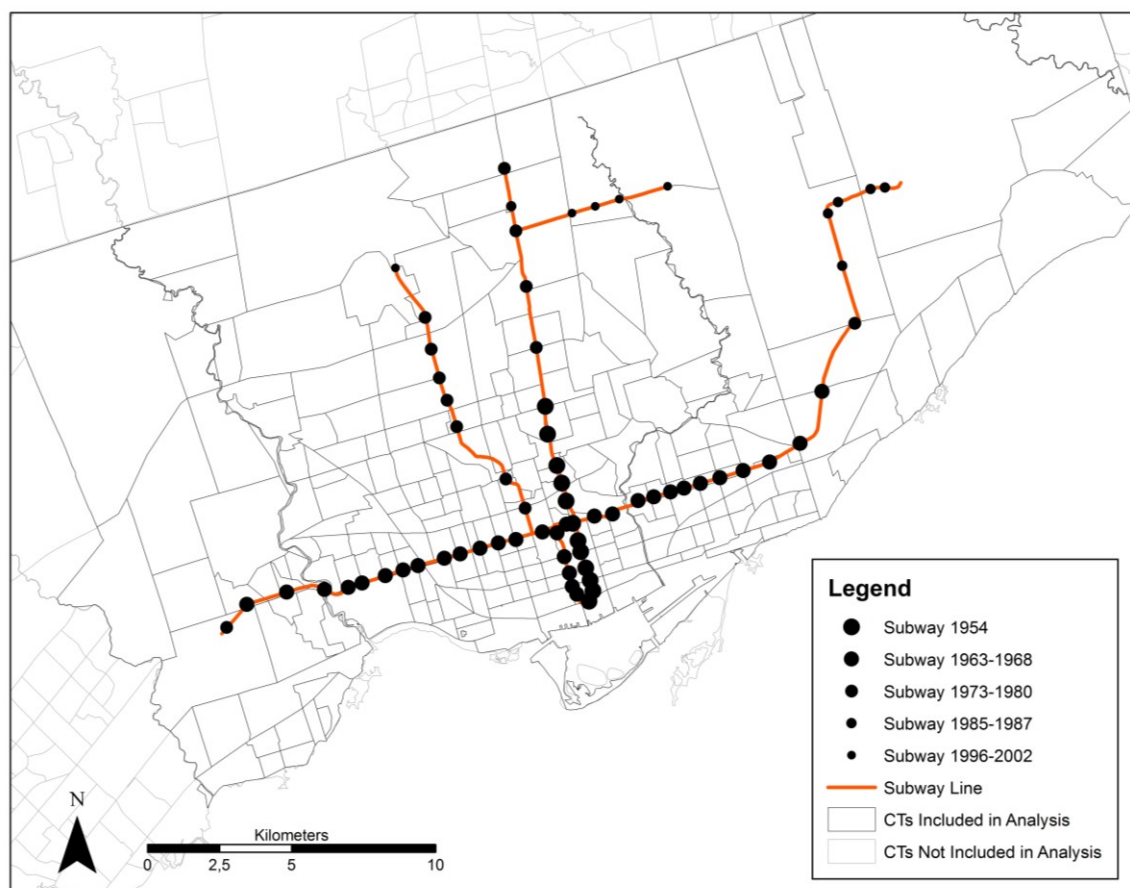 Legend
Subway 1954
Subway 1963-1968
Subway 1973-1980
Subway 1985-1987
Subway 1996-2002
Subway Line
CTs Included in Analysis
CTs Not Included in Analysis
N
Kilometers
0 2,5 5 10